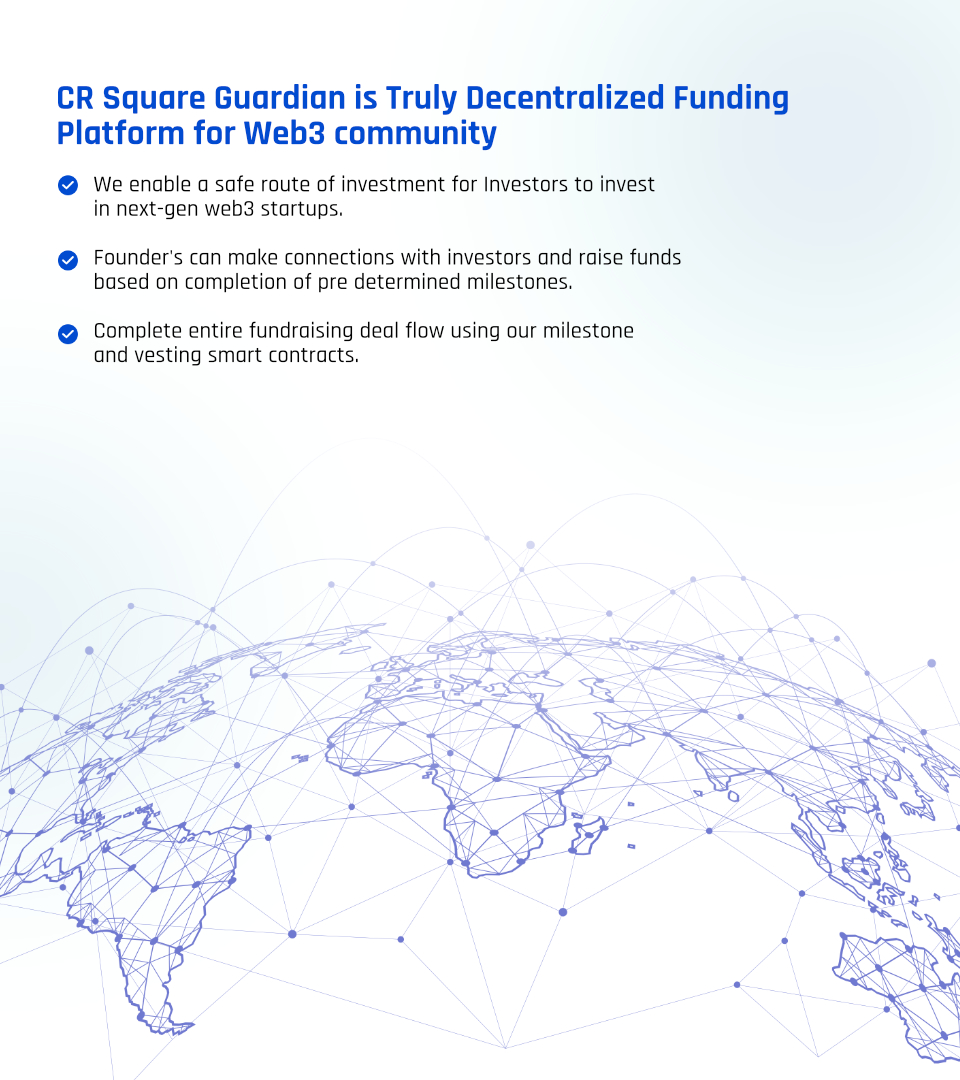 CR Square Guardian is Truly Decentralized Funding
Platform for Web3 community
We enable a safe route of investment for Investors to invest
in next-gen web3 startups.
Founder's can make connections with investors and raise funds
based on completion of pre determined milestones.
Complete entire fundraising deal flow using our milestone
and vesting smart contracts.